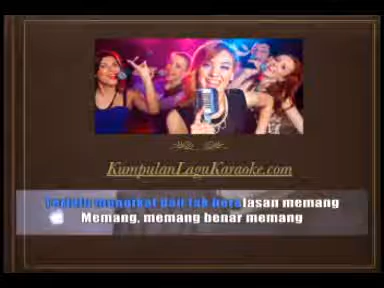 KumpulanLaguKaraoke.com
Terlalu mengikat dan tak beralasan memang
Memang, memang benar memang